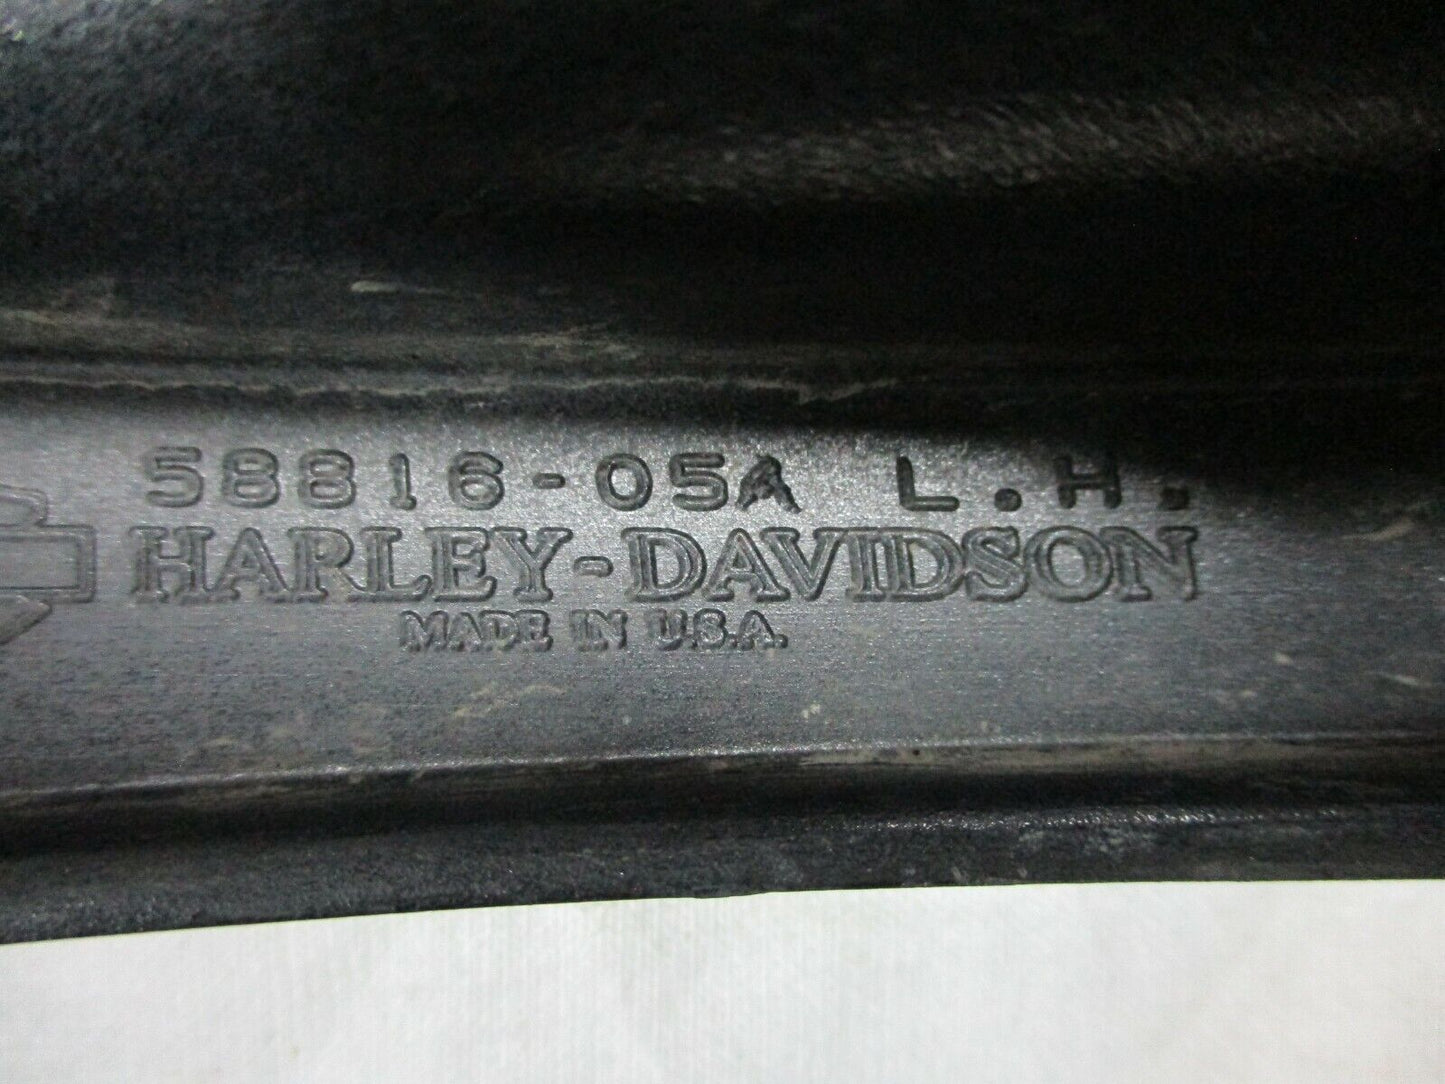 58816-05A L.H.
HARLEY-DAVIDSON
MADE IN U.S.A.